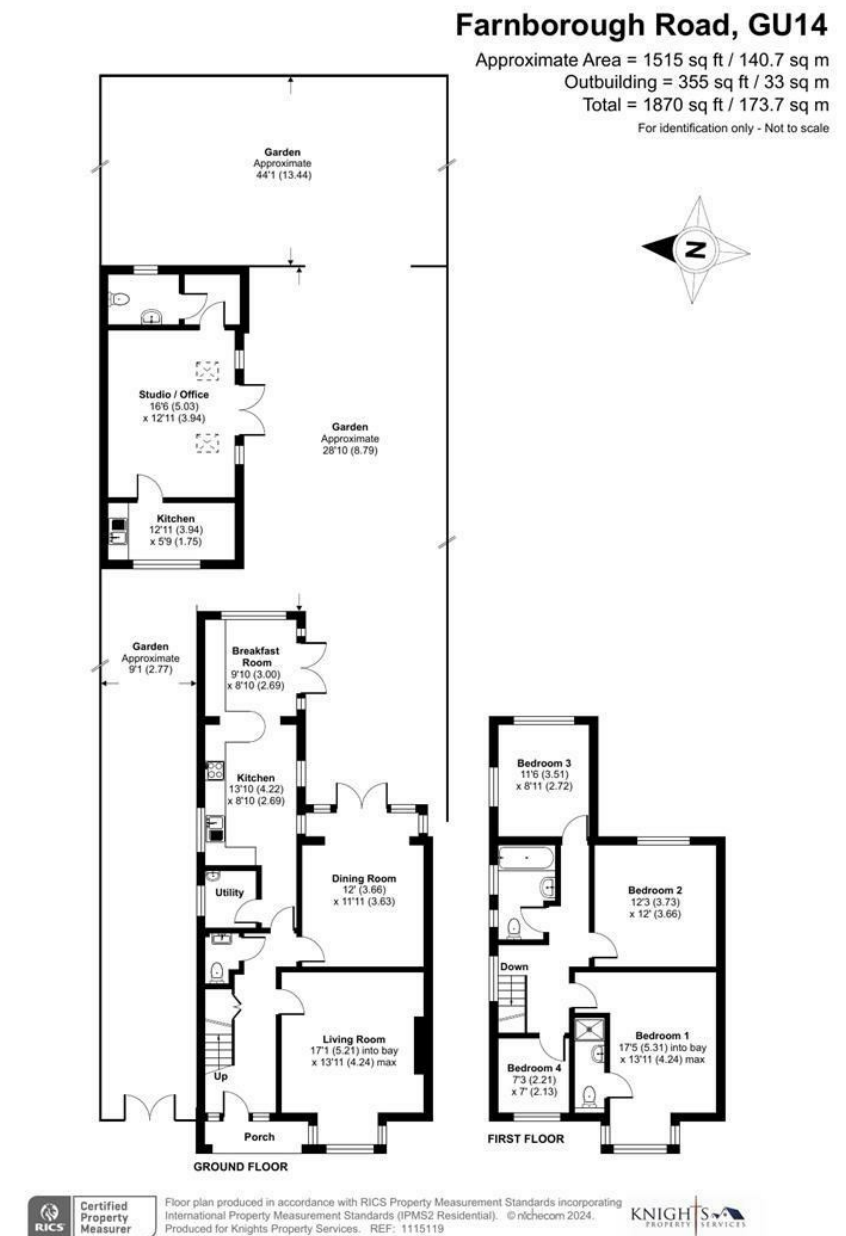 Farnborough Road, GU14
Approximate Area = 1515 sq ft / 140.7 sq m
Outbuilding = 355 sq ft / 33 sq m
Total = 1870 sq ft / 173.7 sq m
For identification only - Not to scale
N
Garden
Approximate
44'1 (13.44)
Studio / Office
16'6 (5.03)
x 12'11 (3.94)
Garden
Approximate
28'10 (8.79)
Kitchen
12'11 (3.94)
x 5'9 (1.75)
Garden
Approximate
9'1 (2.77)
Breakfast
Room
9'10 (3.00)
x 8'10 (2.69)
Kitchen
13'10 (4.22)
x 8'10 (2.69)
Utility
Dining Room
12' (3.66)
x 11'11 (3.63)
Living Room
17'1 (5.21) into bay
x 13'11 (4.24) max
Up
Porch
GROUND FLOOR
Bedroom 3
11'6 (3.51)
x 8'11 (2.72)
Bedroom 2
12'3 (3.73)
x 12' (3.66)
Down
Bedroom 1
17'5 (5.31) into bay
x 13'11 (4.24) max
Bedroom 4
7'3 (2.21)
x 7" (2.13)
FIRST FLOOR
RICS
Certified
Property
Measurer
Floor plan produced in accordance with RICS Property Measurement Standards incorporating
International Property Measurement Standards (IPMS2 Residential). © nichecom 2024.
Produced for Knights Property Services. REF: 1115119
KNIGHTS
PROPERTY SERVICES